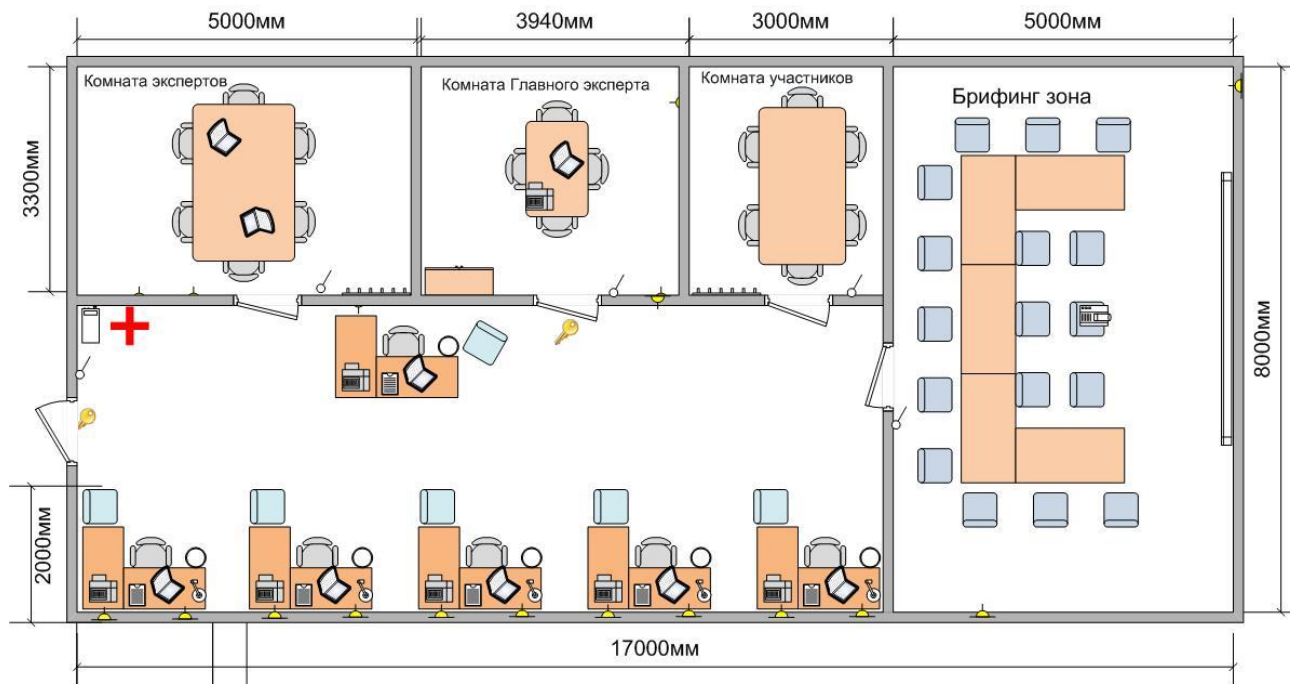 5000мм
3940мм
3000мм
5000мм
Комната экспертов
Комната Главного эксперта
Комната участников
Брифинг зона
3300мм
8000мм
2000мм
17000мм